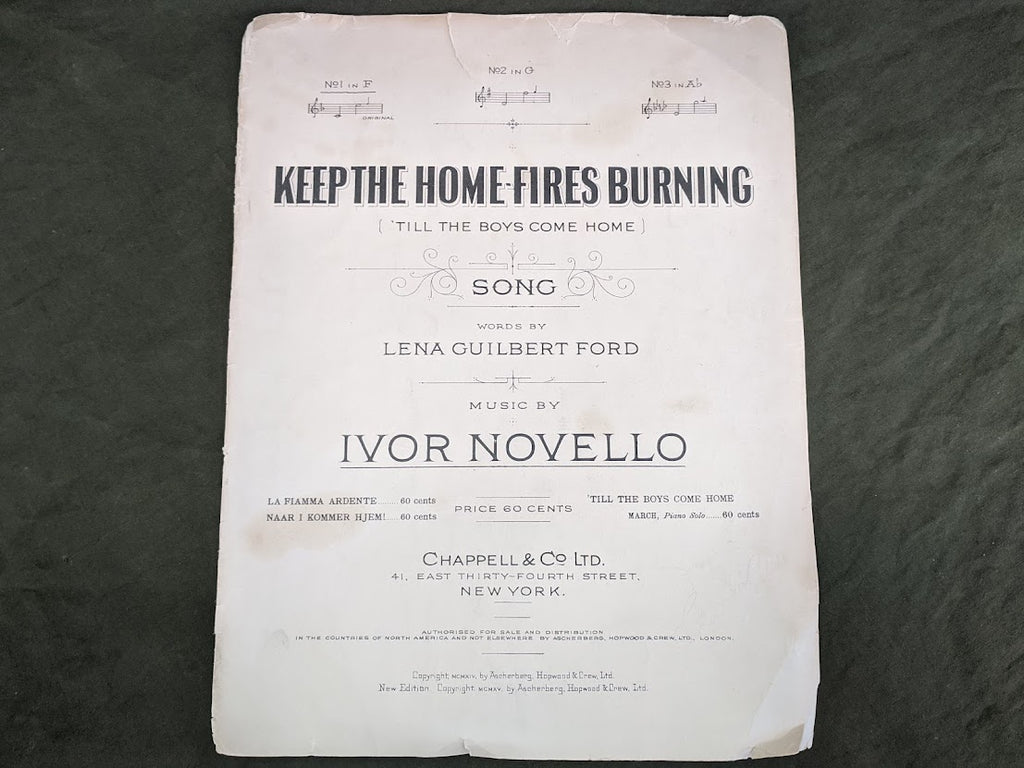 No1 IN F
ORIGINAL
No2 IN G
No3 IN Ab
KEEP THE HOME-FIRES BURNING
('TILL THE BOYS COME HOME)
SONG
WORDS BY
LENA GUILBERT FORD
MUSIC BY
IVOR NOVELLO
LA FIAMMA ARDENTE........60 cents
NAAR I KOMMER HJEM!....60 cents
PRICE 60 CENTS
'TILL THE BOYS COME HOME
MARCH, Piano Solo......60 cents
CHAPPELL & Co LTD.
41, EAST THIRTY-FOURTH STREET,
NEW YORK.
AUTHORISED FOR SALE AND DISTRIBUTION
IN THE COUNTRIES OF NORTH AMERICA AND NOT ELSEWHERE BY ASCHERBERG, HOPWOOD & CREW, LTD., LONDON.
Copyright, MCMXIV, by Ascherberg, Hopwood & Crew, Ltd.
New Edition. Copyright MCMXV, by Ascherberg, Hopwood & Crew, Ltd.